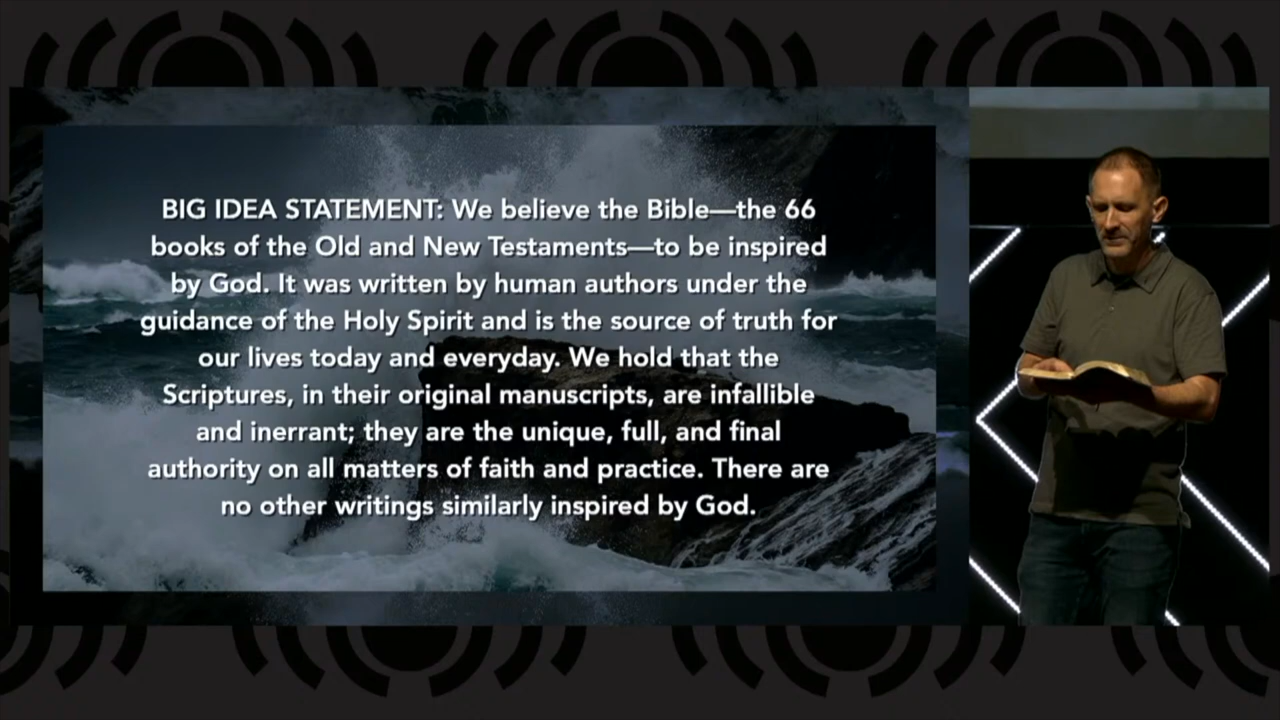 BIG IDEA STATEMENT: We believe the Bible—the 66
books of the Old and New Testaments—to be inspired
by God. It was written by human authors under the
guidance of the Holy Spirit and is the source of truth for
our lives today and everyday. We hold that the
Scriptures, in their original manuscripts, are infallible
and inerrant; they are the unique, full, and final
authority on all matters of faith and practice. There are
no other writings similarly inspired by God.